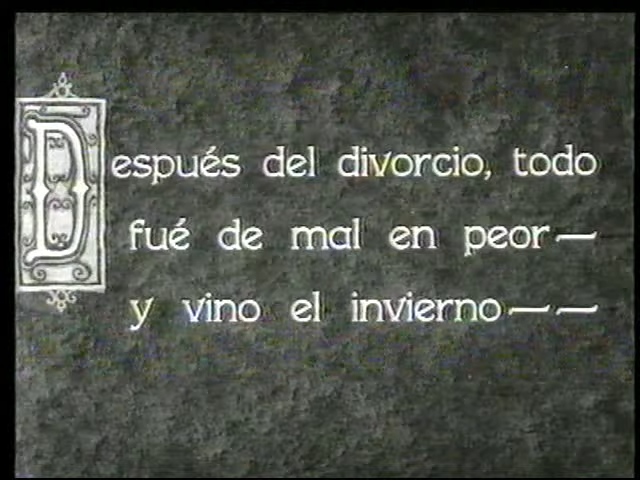 Después del divorcio, todo
fué de mal en peor —
y vino el invierno — —